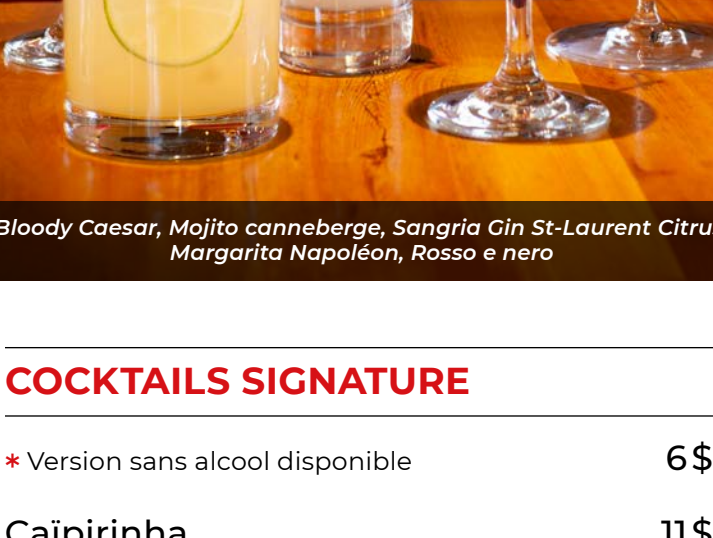 Bloody Caesar, Mojito canneberge, Sangria Gin St-Laurent
Margarita Napoléon, Rosso e nero
COCKTAILS SIGNATURE
* Version sans alcool disponible 6$
Caïpirinha 11$